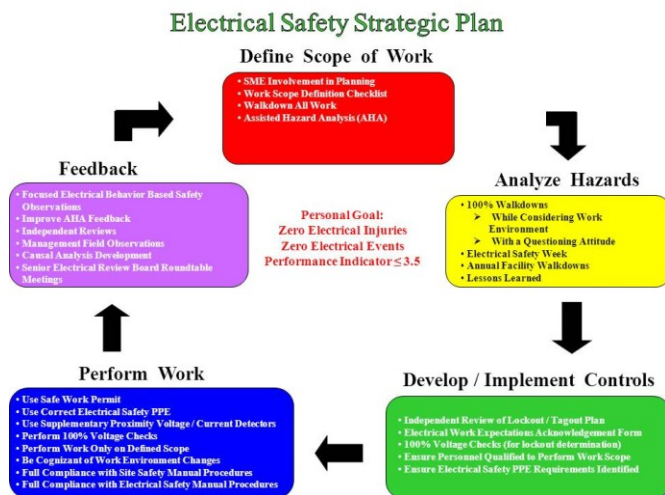 Electrical Safety Strategic Plan
Define Scope of Work
• SME Involvement in Planning
• Work Scope Definition Checklist
• Walkdown All Work
• Assisted Hazard Analysis (AHA)
Analyze Hazards
• 100% Walkdowns
➢ While Considering Work
Environment
➢ With a Questioning Attitude
• Electrical Safety Week
• Annual Facility Walkdowns
• Lessons Learned
Develop / Implement Controls
• Independent Review of Lockout / Tagout Plan
• Electrical Work Expectations Acknowledgement Form
• 100% Voltage Checks (for lockout determination)
• Ensure Personnel Qualified to Perform Work Scope
• Ensure Electrical Safety PPE Requirements Identified
Perform Work
• Use Safe Work Permit
• Use Correct Electrical Safety PPE
• Use Supplementary Proximity Voltage / Current Detectors
• Perform 100% Voltage Checks
• Perform Work Only on Defined Scope
• Be Cognizant of Work Environment Changes
• Full Compliance with Site Safety Manual Procedures
• Full Compliance with Electrical Safety Manual Procedures
Feedback
• Focused Electrical Behavior Based Safety
Observations
• Improve AHA Feedback
• Independent Reviews
• Management Field Observations
• Causal Analysis Development
• Senior Electrical Review Board Roundtable
Meetings
Personal Goal:
Zero Electrical Injuries
Zero Electrical Events
Performance Indicator ≤ 3.5